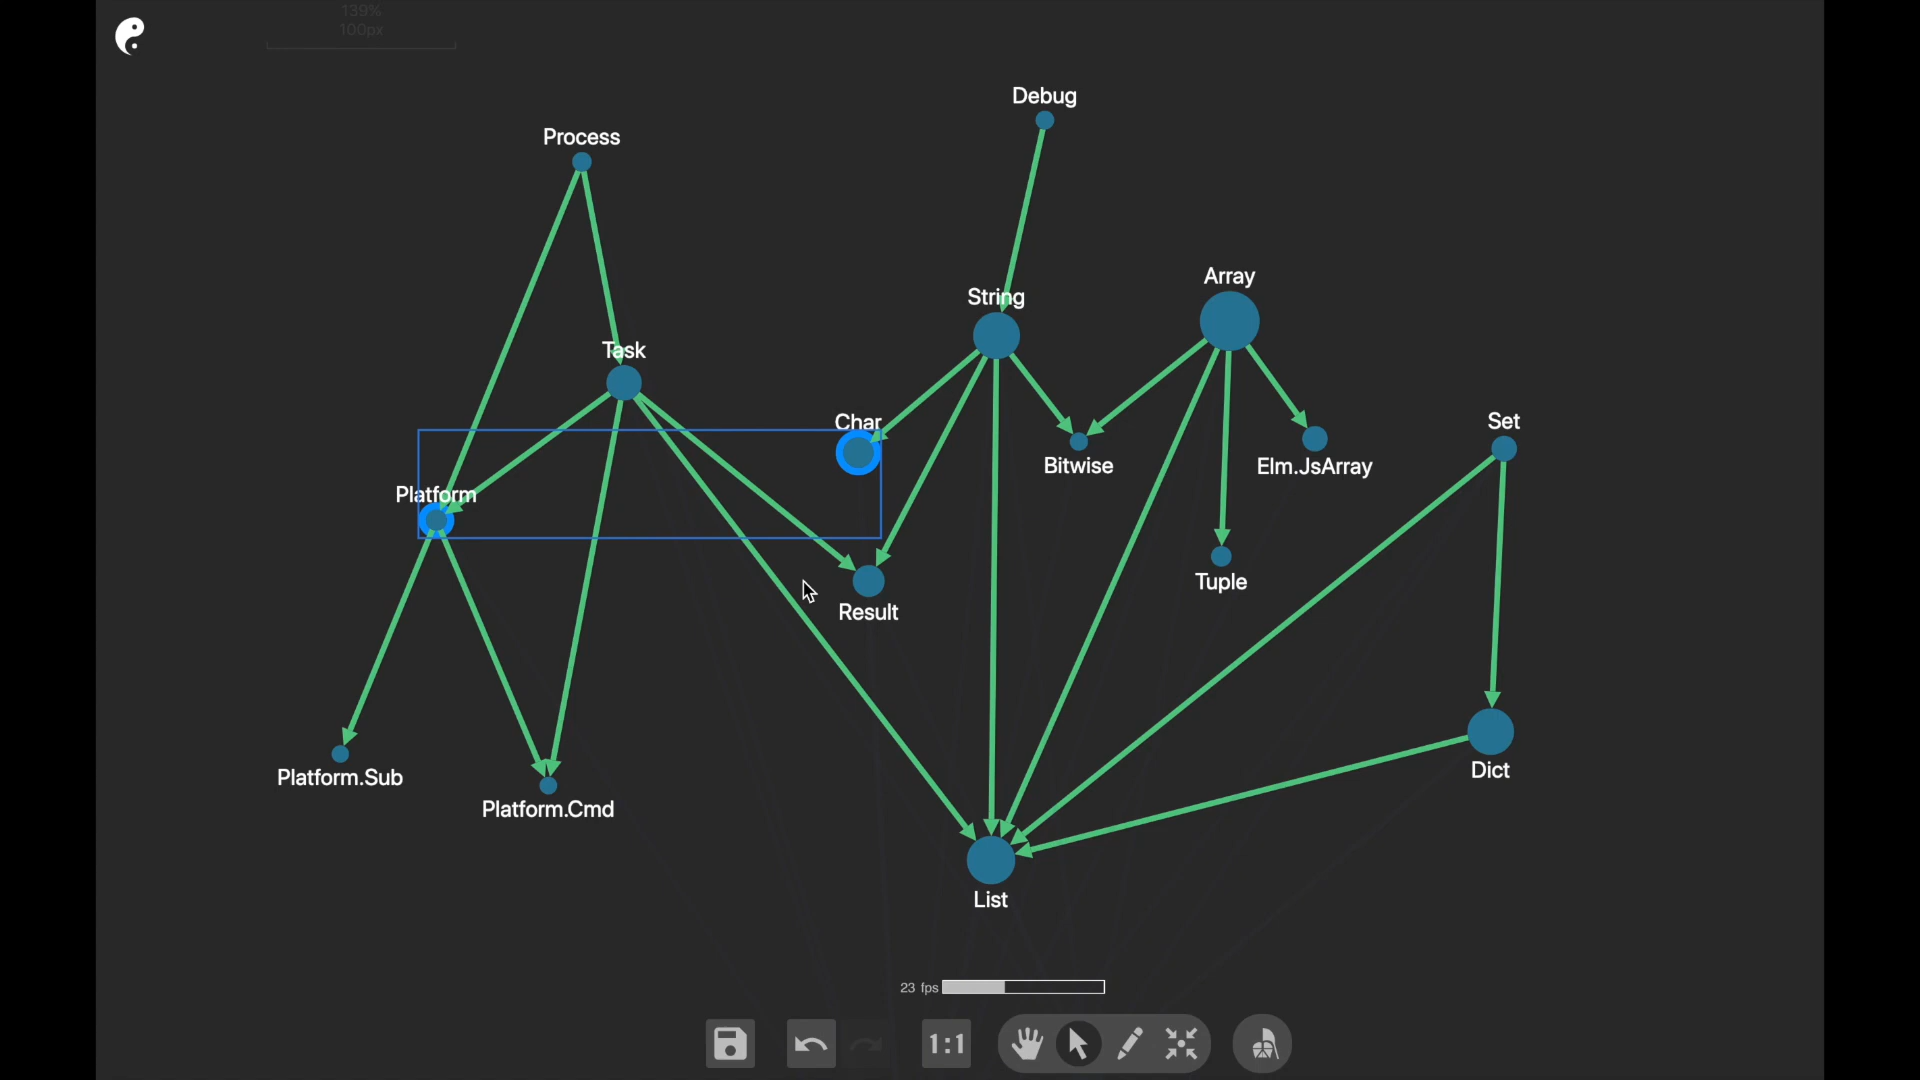 139%
100px
Debug
Process
Array
String
Task
Set
Char
Bitwise
Elm.JsArray
Platform
Tuple
Result
Dict
Platform.Sub
Platform.Cmd
List
23 fps
1:1